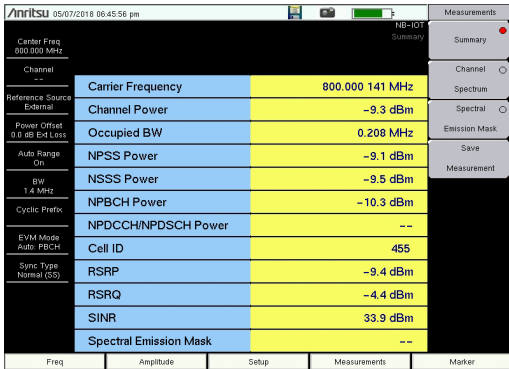 Anritsu 05/07/2018 06:45:56 pm
Measurements
NB-IOT
Summary
Center Freq
800.000 MHz
Channel
--
Reference Source
External
Power Offset
0.0 dB Ext Loss
Auto Range
On
BW
1.4 MHz
Cyclic Prefix
EVM Mode
Auto: PBCH
Sync Type
Normal (SS)
Carrier Frequency 800.000 141 MHz
Channel Power -9.3 dBm
Occupied BW 0.208 MHz
NPSS Power -9.1 dBm
NSSS Power -9.5 dBm
NPBCH Power -10.3 dBm
NPDCCH/NPDSCH Power --
Cell ID 455
RSRP -9.4 dBm
RSRQ -4.4 dBm
SINR 33.9 dBm
Spectral Emission Mask --
Summary
Channel
Spectrum
Spectral
Emission Mask
Save
Measurement
Freq Amplitude Setup Measurements Marker